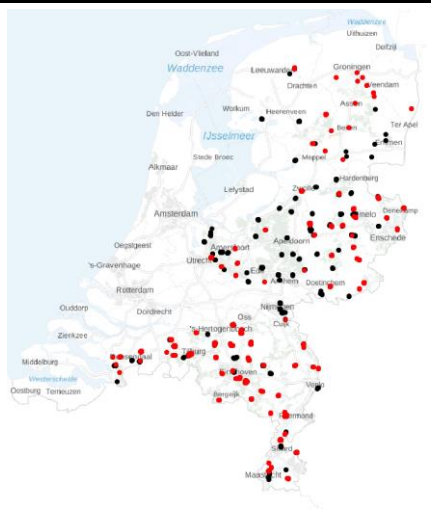 Waddenzee
Uithuizen
Oost-Vlieland
Delfzijl
Waddenzee
Leeuwarden
Groningen
Drachten
Veendam
Den Helder
Workum
Heerenveen
Assen
Ter Apel
IJsselmeer
Beilen
Emmen
Alkmaar
Stede Broec
Meppel
Lelystad
Zwolle
Hardenberg
Amsterdam
Almelo
Denekamp
Oegstgeest
Amersfoort
Apeldoorn
Enschede
's-Gravenhage
Utrecht
Ede
Arnhem
Doetinchem
Rotterdam
Ouddorp
Dordrecht
Nijmegen
Oss
Cuijk
Zierikzee
's Hertogenbosch
Middelburg
Roosendaal
Tilburg
Eindhoven
Westerschelde
Oostburg
Terneuzen
Bergeijk
Venlo
Roermond
Sittard
Maastricht